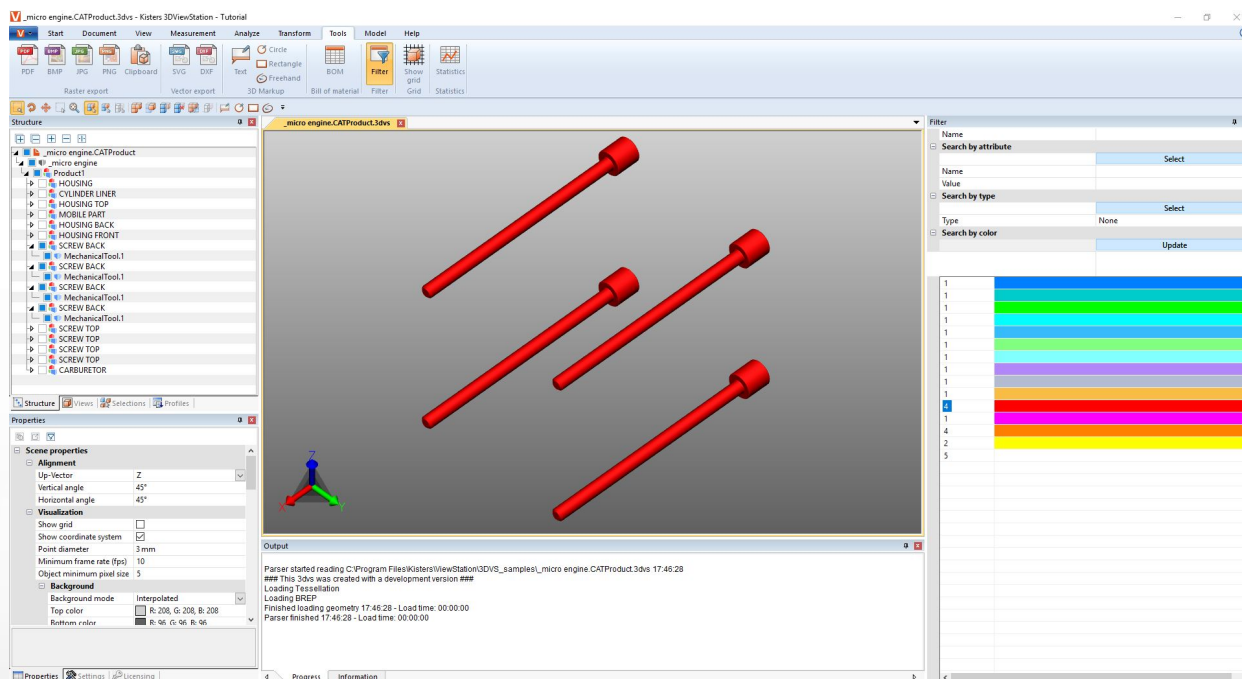 _micro engine.CATProduct.3dvs - Kisters 3DViewStation - Tutorial
Start Document View Measurement Analyze Transform Tools Model Help
PDF BMP JPG PNG Clipboard SVG DXF Text Circle Rectangle Freehand BOM Filter Show grid Statistics
Raster export Vector export 3D Markup Bill of material Filter Grid Statistics
Structure
_micro engine.CATProduct
_micro engine
Product1
HOUSING
CYLINDER LINER
HOUSING TOP
MOBILE PART
HOUSING BACK
HOUSING FRONT
SCREW BACK
MechanicalTool.1
SCREW BACK
MechanicalTool.1
SCREW BACK
MechanicalTool.1
SCREW BACK
MechanicalTool.1
SCREW TOP
SCREW TOP
SCREW TOP
SCREW TOP
CARBURETOR
Structure Views Selections Profiles
Properties
Scene properties
Alignment
Up-Vector Z
Vertical angle 45°
Horizontal angle 45°
Visualization
Show grid
Show coordinate system
Point diameter 3 mm
Minimum frame rate (fps) 10
Object minimum pixel size 5
Background
Background mode Interpolated
Top color R: 208, G: 208, B: 208
Bottom color R: 96, G: 96, B: 96
Properties Settings Licensing
_micro engine.CATProduct.3dvs
Z
X Y
Output
Parser started reading C:\Program Files\Kisters\ViewStation\3DVS_samples\_micro engine.CATProduct.3dvs 17:46:28
### This 3dvs was created with a development version ###
Loading Tessellation
Loading BREP
Finished loading geometry 17:46:28 - Load time: 00:00:00
Parser finished 17:46:28 - Load time: 00:00:00
Progress Information
Filter
Name
Search by attribute
Select
Name
Value
Search by type
Select
Type None
Search by color
Update
1
1
1
1
1
1
1
1
1
1
4
1
4
2
5